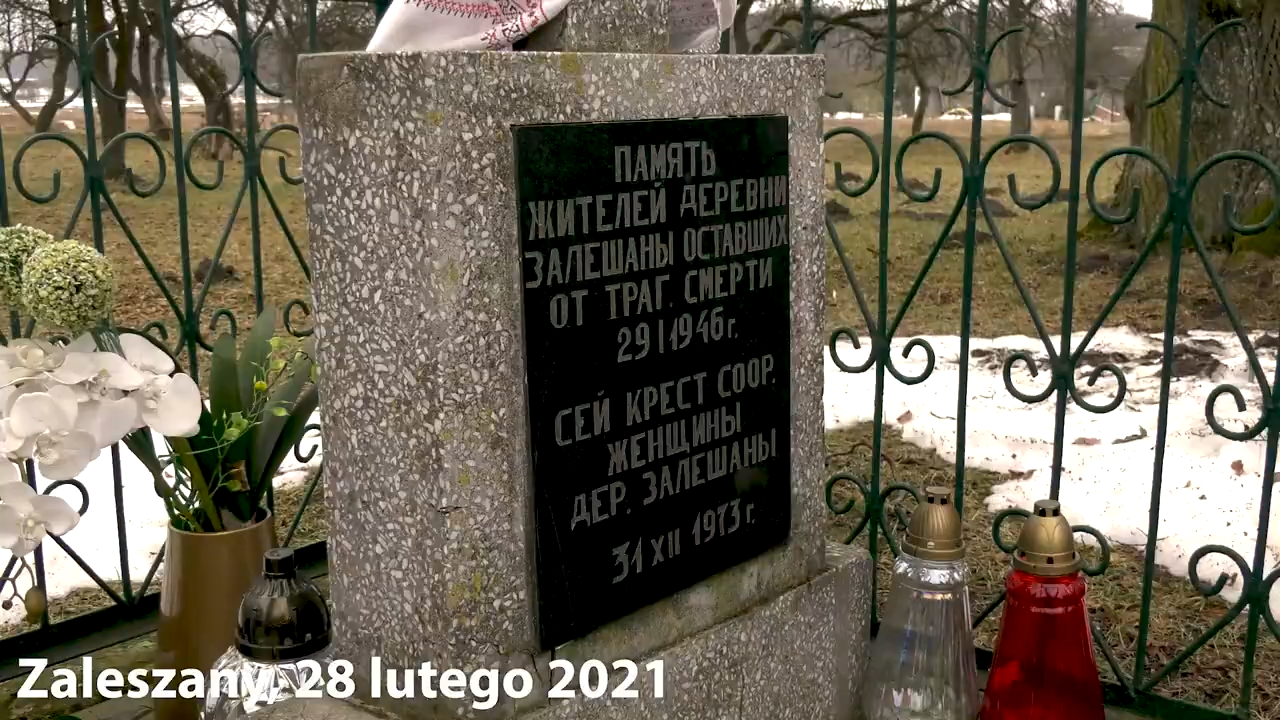 ПАМЯТЬ
ЖИТЕЛЕЙ ДЕРЕВНИ
ЗАЛЕШАНЫ ОСТАВШИХ
ОТ ТРАГ. СМЕРТИ
29 I 1946 г.
СЕЙ КРЕСТ СООР.
ЖЕНЩИНЫ
ДЕР. ЗАЛЕШАНЫ
31 XII 1973 г.
Zaleszany, 28 lutego 2021